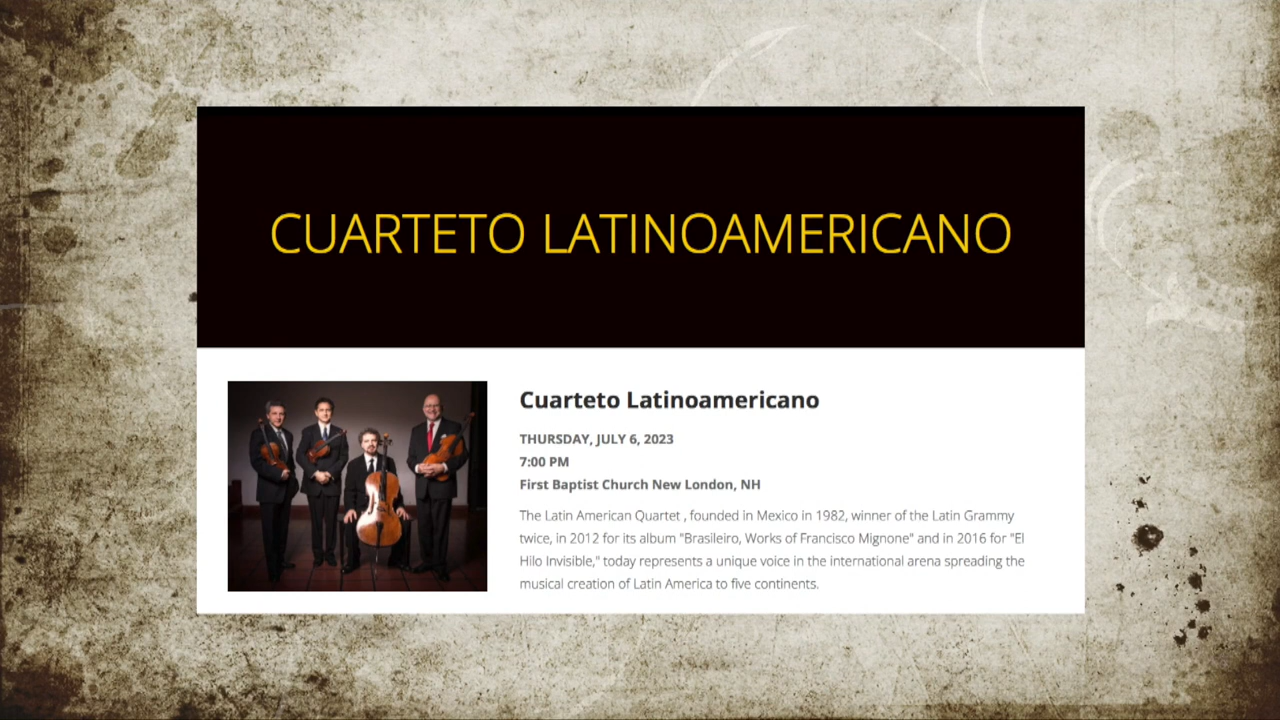 CUARTETO LATINOAMERICANO
Cuarteto Latinoamericano
THURSDAY, JULY 6, 2023
7:00 PM
First Baptist Church New London, NH
The Latin American Quartet , founded in Mexico in 1982, winner of the Latin Grammy
twice, in 2012 for its album "Brasileiro, Works of Francisco Mignone" and in 2016 for "El
Hilo Invisible," today represents a unique voice in the international arena spreading the
musical creation of Latin America to five continents.